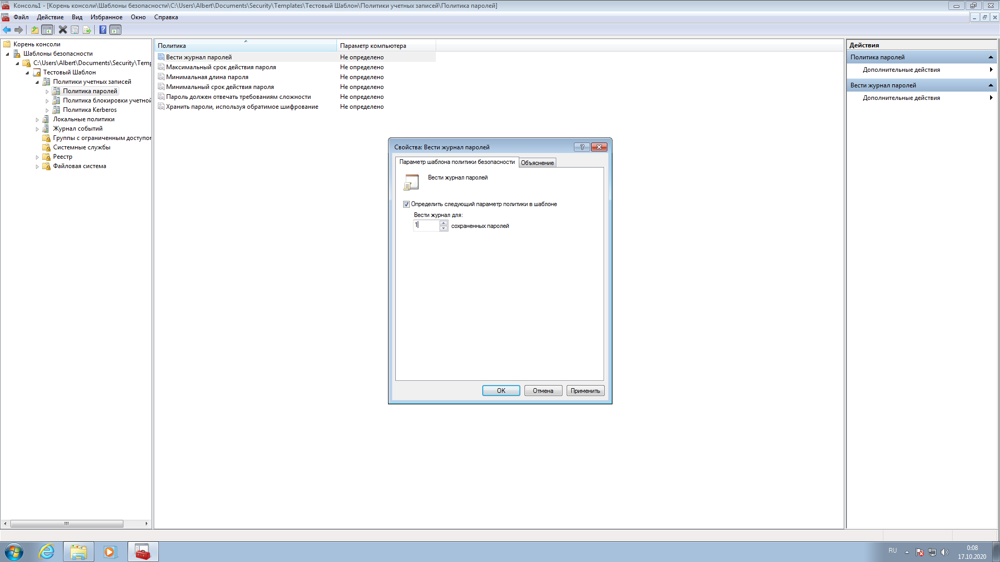 Консоль1 - [Корень консоли\Шаблоны безопасности\C:\Users\Albert\Documents\Security\Templates\Тестовый Шаблон\Политики учетных записей\Политика паролей]
Файл Действие Вид Избранное Окно Справка
Корень консоли
Шаблоны безопасности
C:\Users\Albert\Documents\Security\Temp
Тестовый Шаблон
Политики учетных записей
Политика паролей
Политика блокировки учетной
Политика Kerberos
Локальные политики
Журнал событий
Группы с ограниченным доступом
Системные службы
Реестр
Файловая система
Политика Параметр компьютера
Вести журнал паролей Не определено
Максимальный срок действия пароля Не определено
Минимальная длина пароля Не определено
Минимальный срок действия пароля Не определено
Пароль должен отвечать требованиям сложности Не определено
Хранить пароли, используя обратимое шифрование Не определено
Свойства: Вести журнал паролей
Параметр шаблона политики безопасности Объяснение
Вести журнал паролей
Определить следующий параметр политики в шаблоне
Вести журнал для:
1 сохраненных паролей
OK Отмена Применить
Действия
Политика паролей
Дополнительные действия
Вести журнал паролей
Дополнительные действия
RU
0:08
17.10.2020